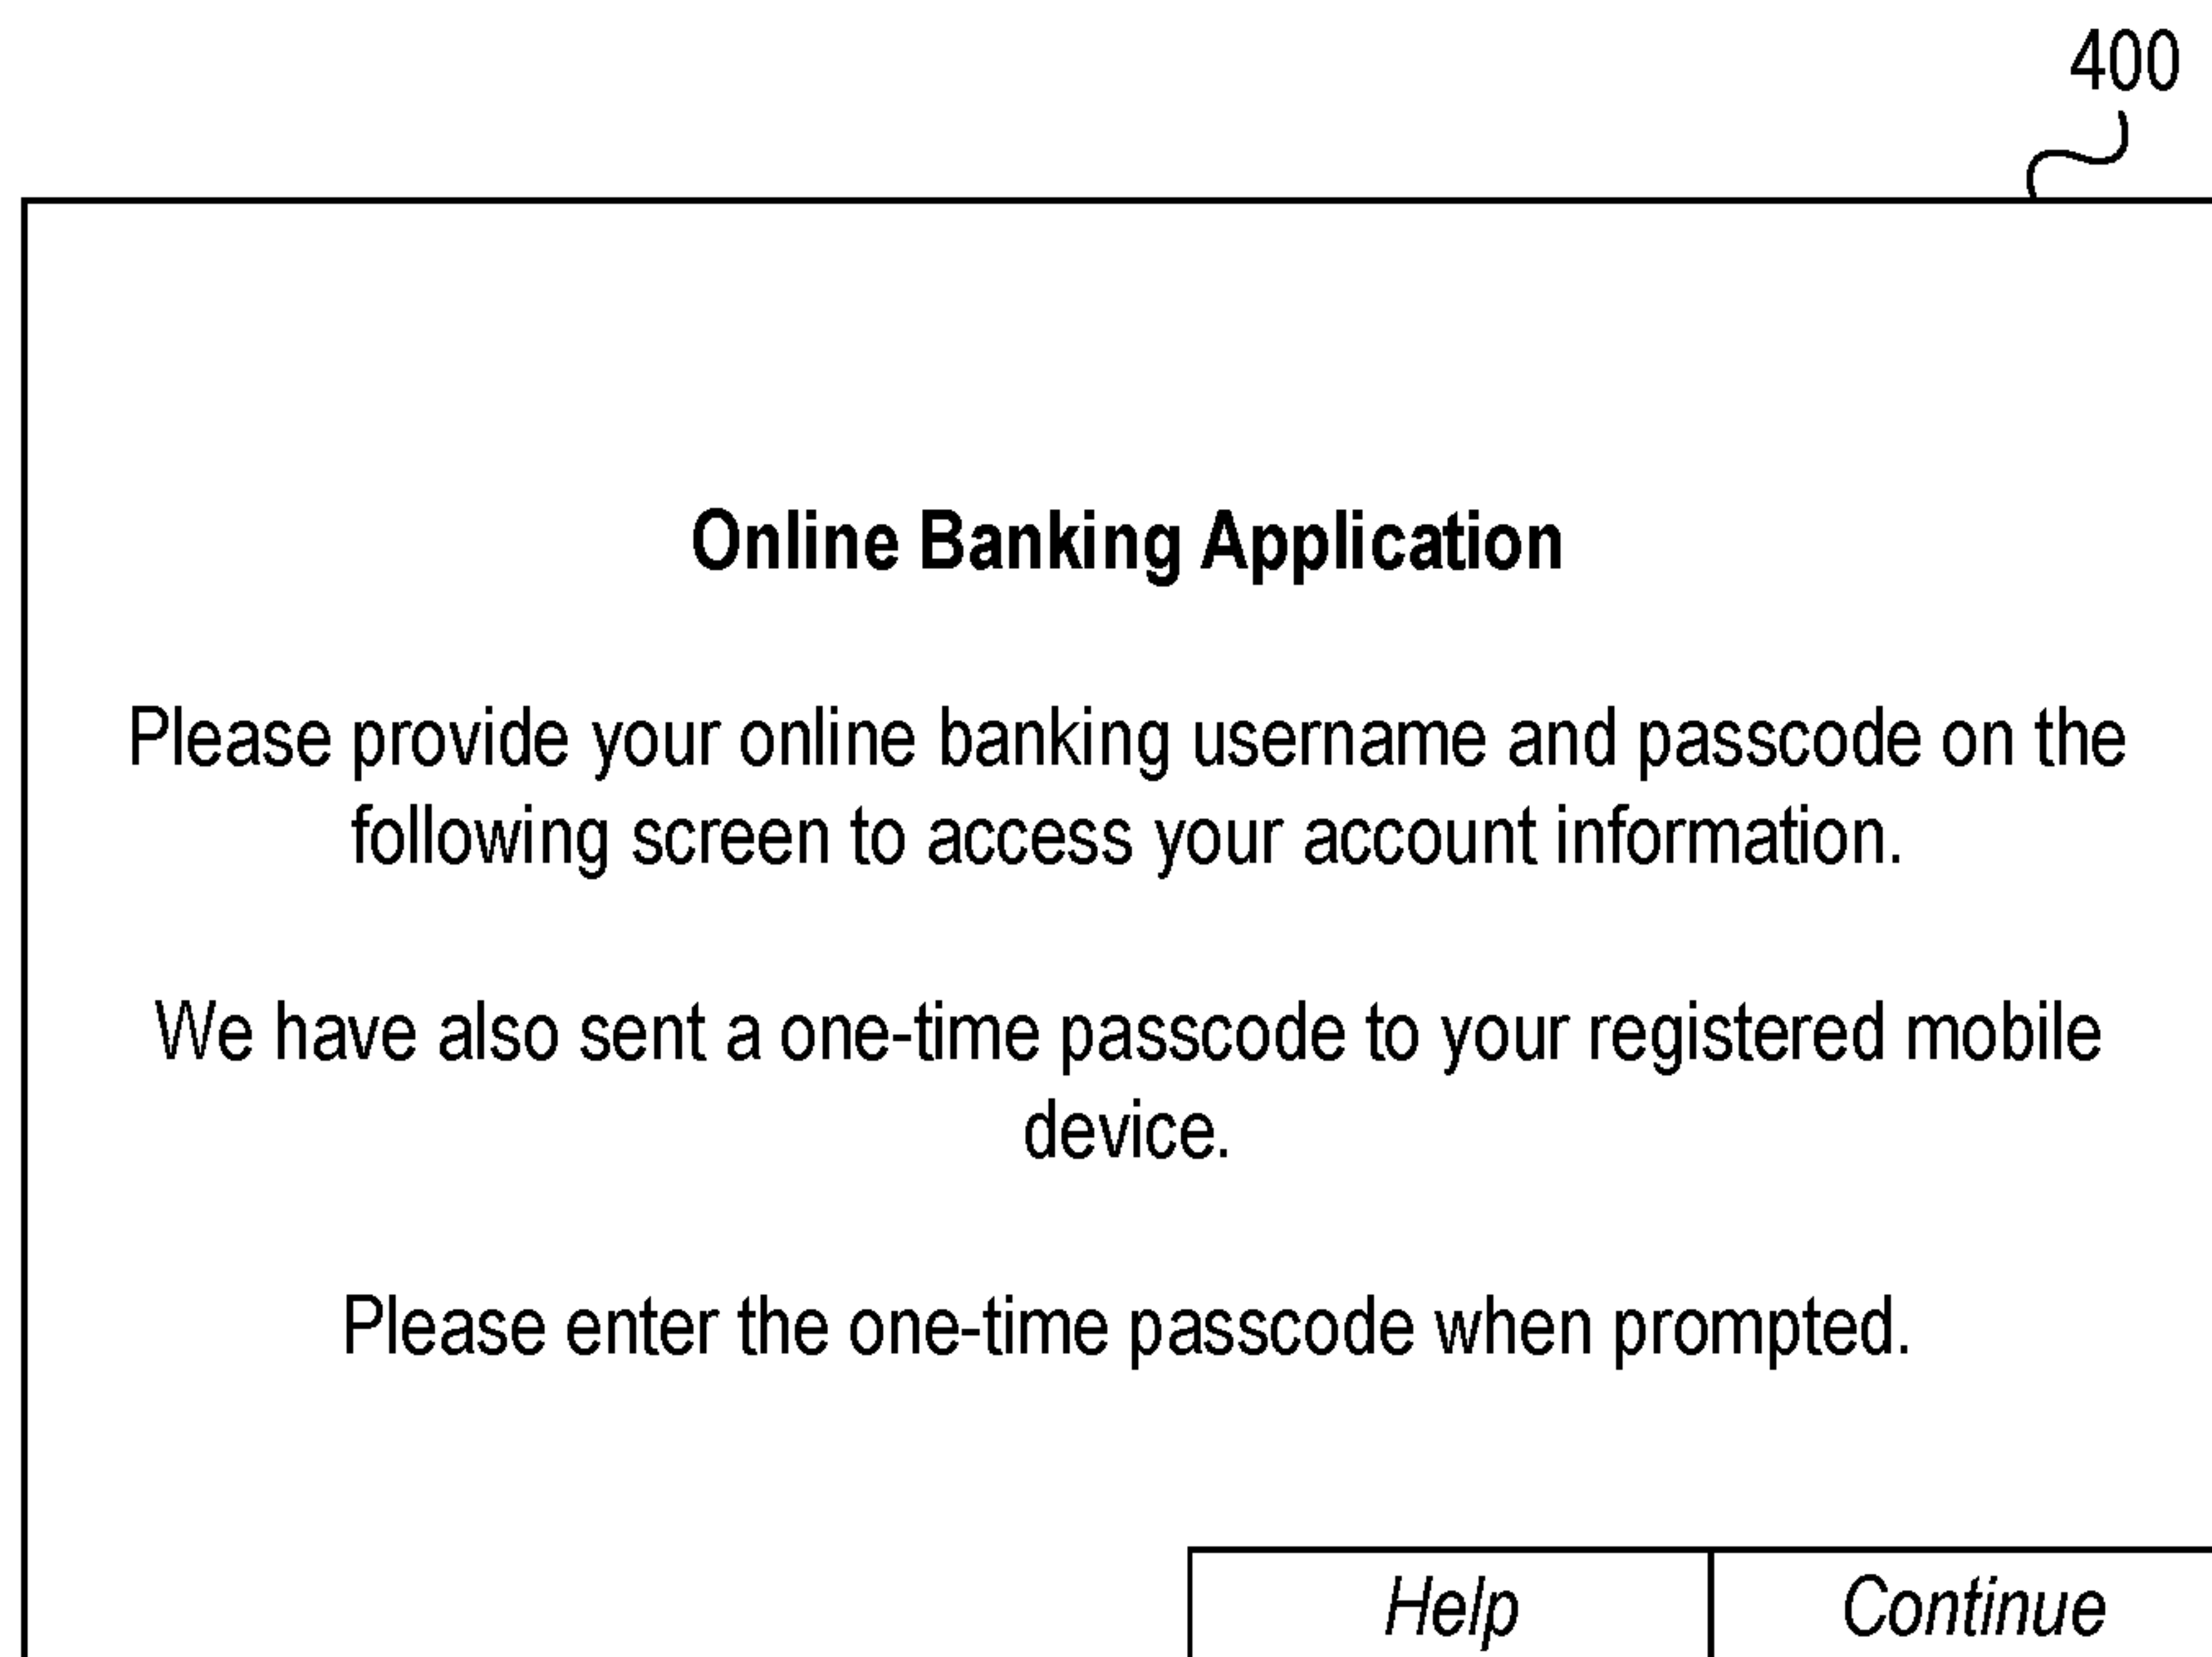 400
Online Banking Application
Please provide your online banking username and passcode on the
following screen to access your account information.
We have also sent a one-time passcode to your registered mobile
device.
Please enter the one-time passcode when prompted.
Help Continue